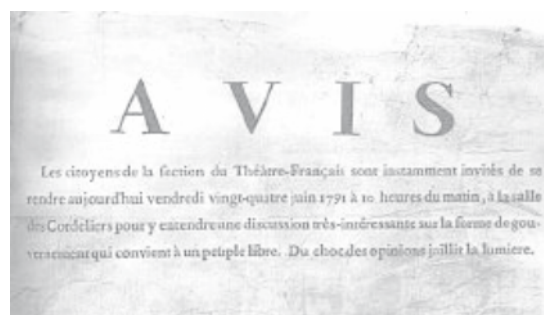 AVIS
Les citoyens de la section du Théâtre-Français sont instamment invités de se
rendre aujourd'hui vendredi vingt-quatre juin 1791 à 10 heures du matin, à la salle
des Cordeliers pour y entendre une discussion très-intéressante sur la forme de gou-
vernement qui convient à un peuple libre. Du choc des opinions jaillit la lumiere.